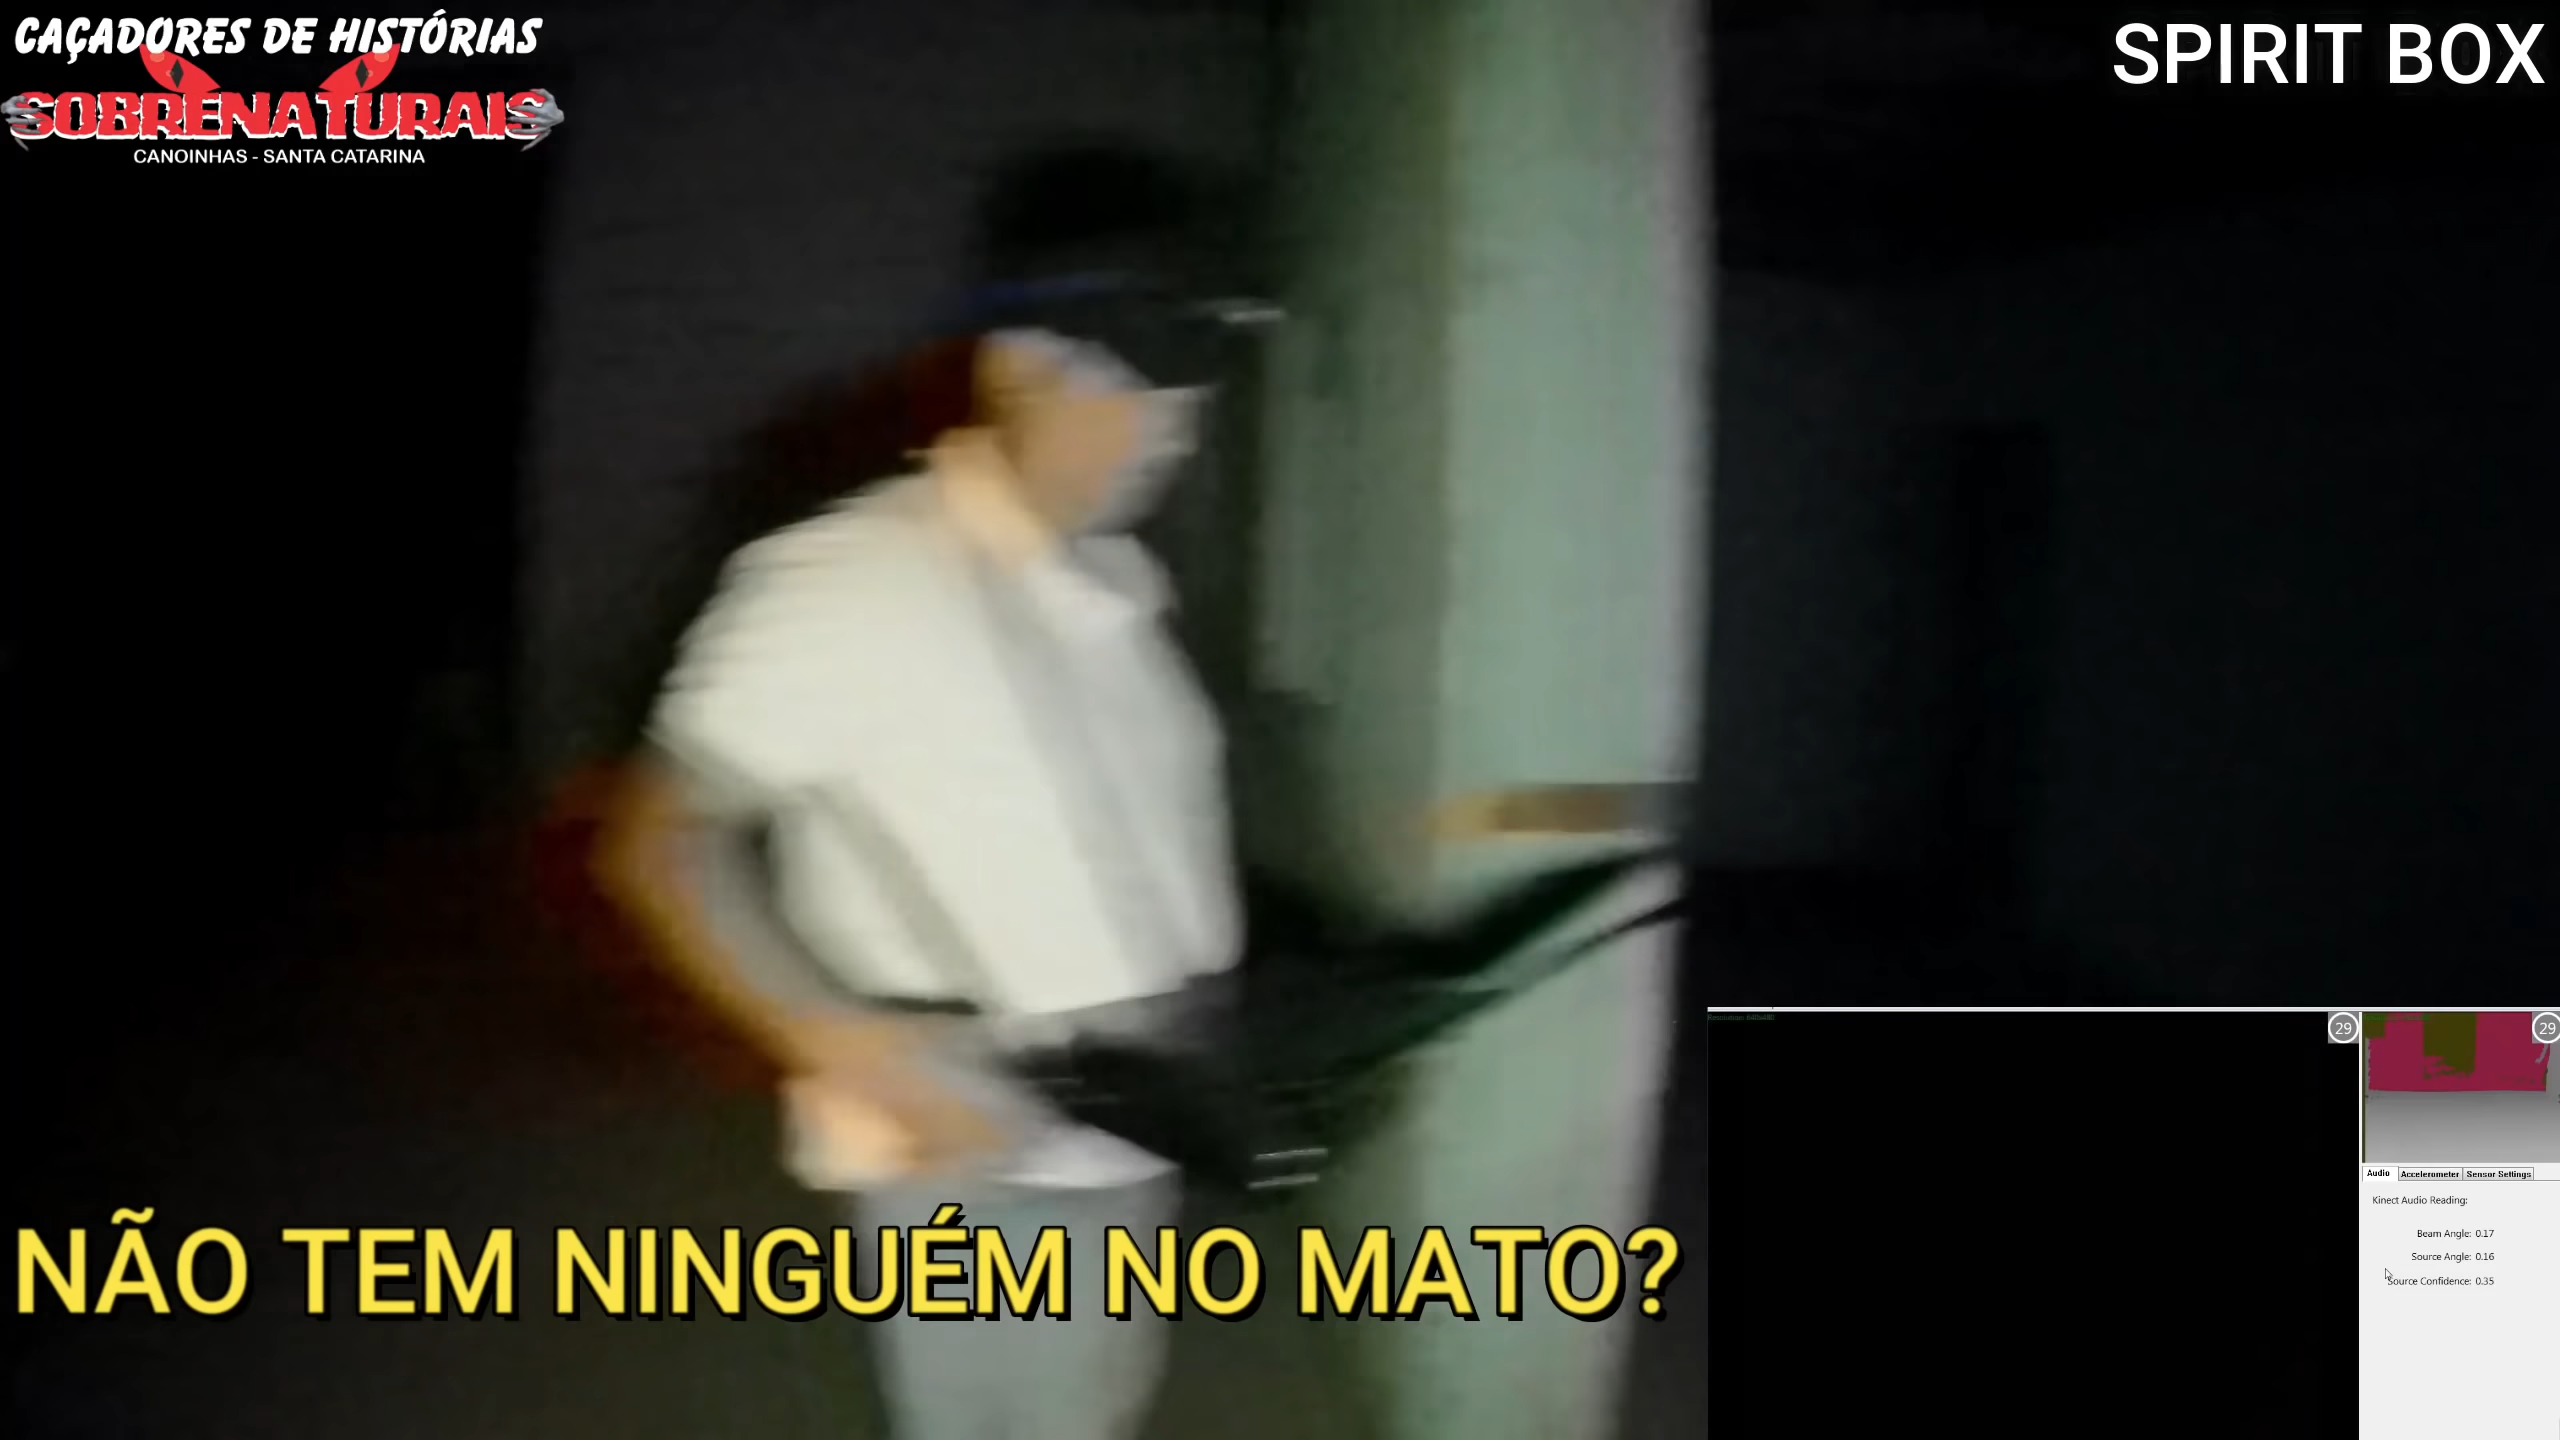 CAÇADORES DE HISTÓRIAS
SOBRENATURAIS
CANOINHAS - SANTA CATARINA
SPIRIT BOX
NÃO TEM NINGUÉM NO MATO?
29
29
Audio
Accelerometer
Sensor Settings
Kinect Audio Reading:
Beam Angle: 0.17
Source Angle: 0.16
Source Confidence: 0.35